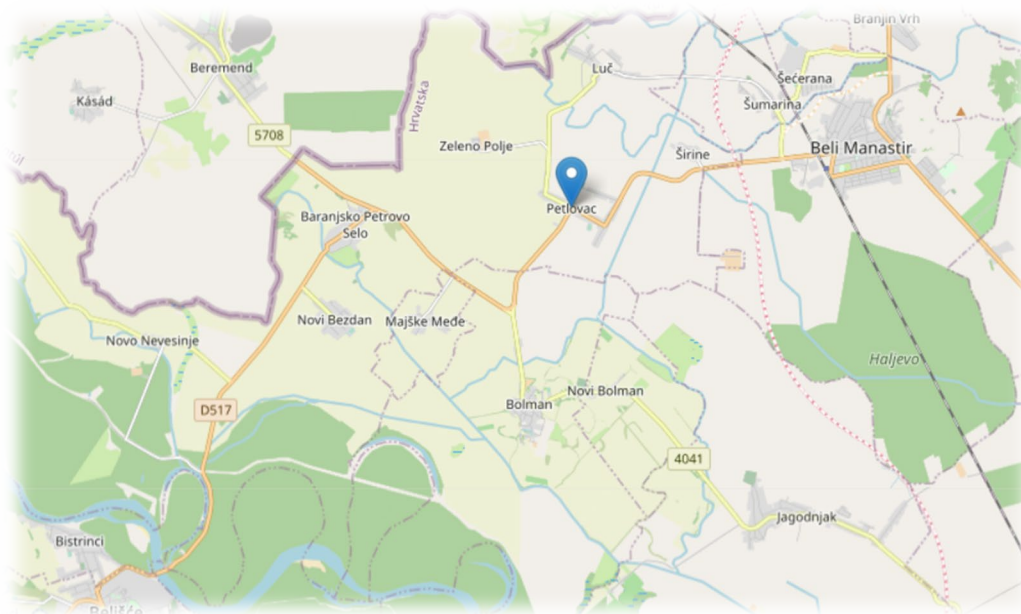 Branjin Vrh
Beremend
Luč
Šećerana
Kásád
Šumarina
Hrvatska
5708
Zeleno Polje
Širine
Beli Manastir
Petlovac
Baranjsko Petrovo
Selo
Novi Bezdan
Majške Međe
Novo Nevesinje
Haljevo
Novi Bolman
D517
Bolman
4041
Jagodnjak
Bistrinci
Belišće